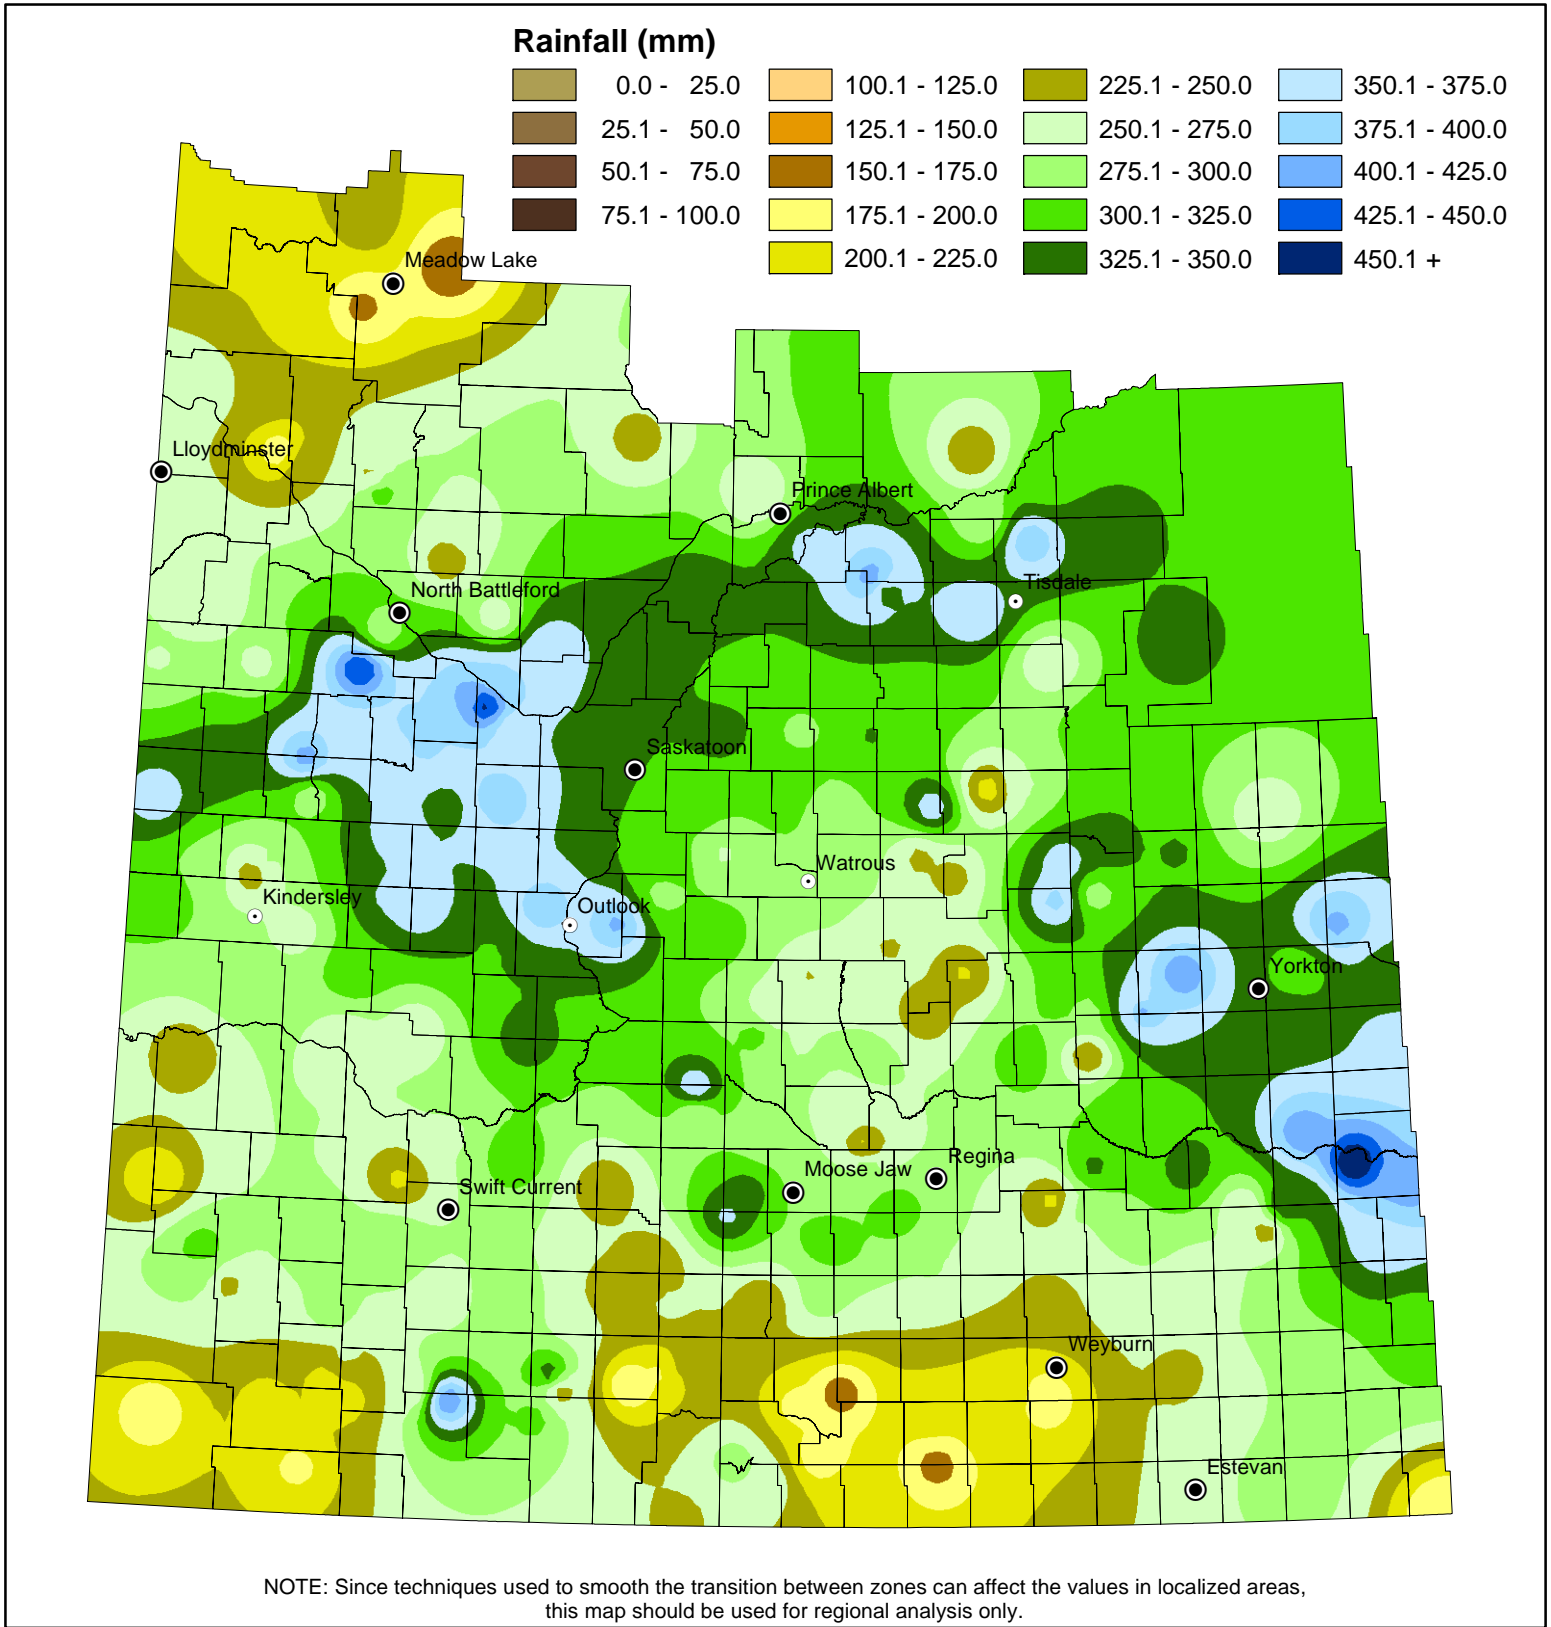 Rainfall (mm)
0.0 - 25.0
25.1 - 50.0
50.1 - 75.0
75.1 - 100.0
100.1 - 125.0
125.1 - 150.0
150.1 - 175.0
175.1 - 200.0
200.1 - 225.0
225.1 - 250.0
250.1 - 275.0
275.1 - 300.0
300.1 - 325.0
325.1 - 350.0
350.1 - 375.0
375.1 - 400.0
400.1 - 425.0
425.1 - 450.0
450.1 +
Meadow Lake
Lloydminster
Prince Albert
North Battleford
Tisdale
Saskatoon
Watrous
Kindersley
Outlook
Yorkton
Regina
Moose Jaw
Swift Current
Weyburn
Estevan
NOTE: Since techniques used to smooth the transition between zones can affect the values in localized areas,
this map should be used for regional analysis only.